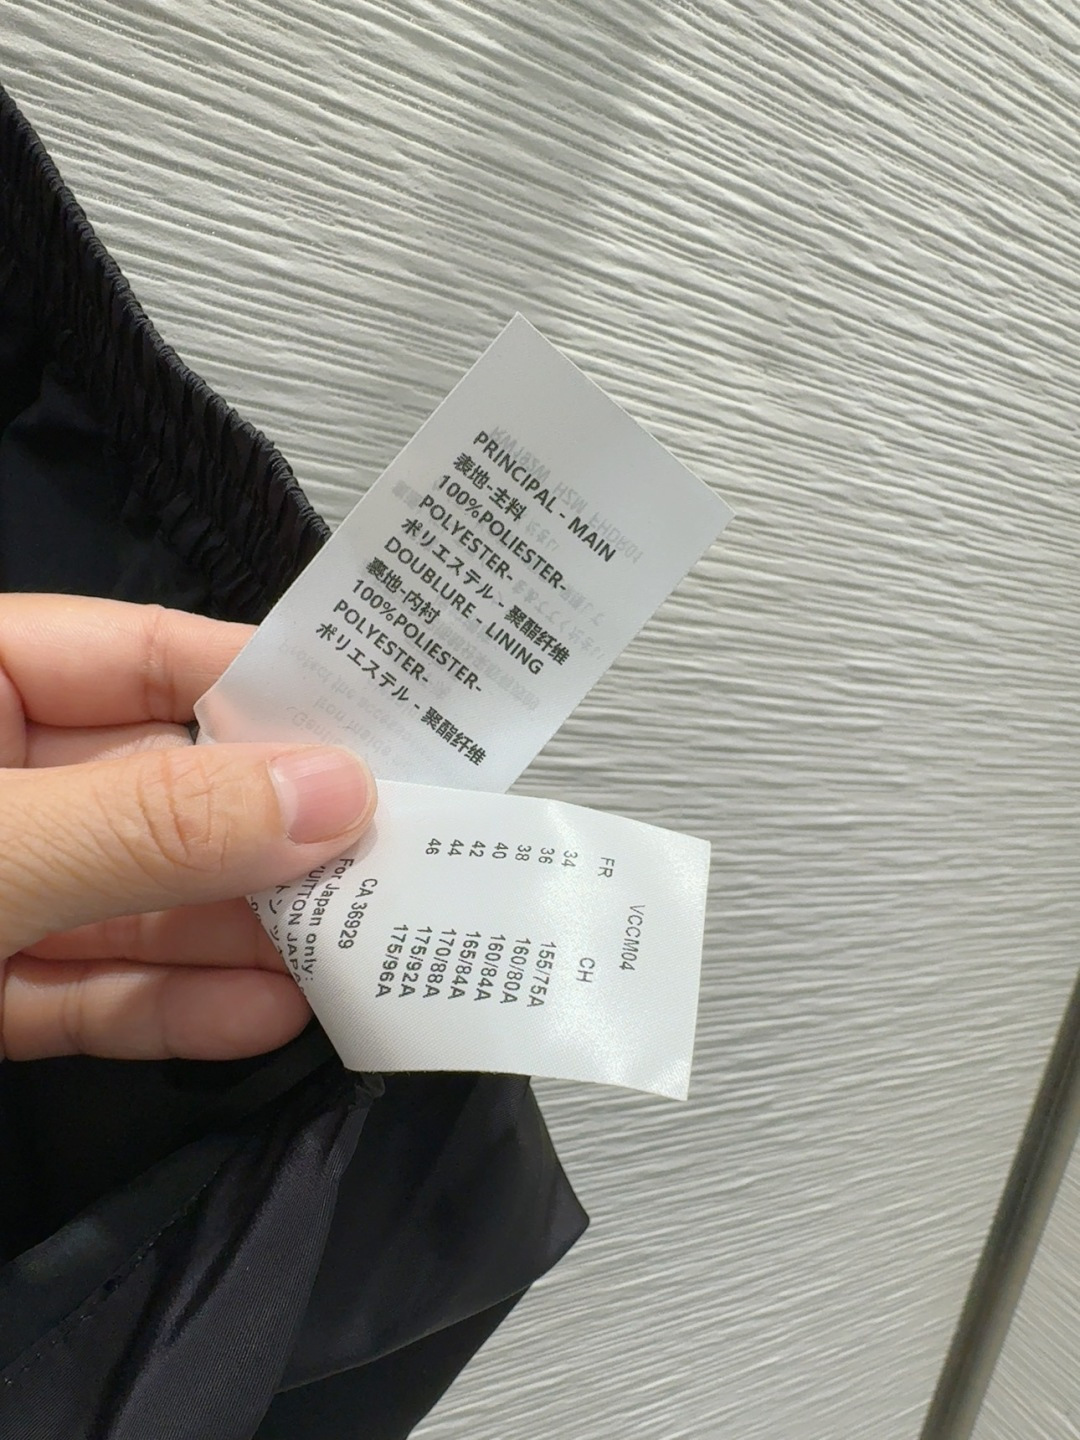 PRINCIPAL - MAIN
表地-主料
100%POLIESTER-
POLYESTER-
ポリエステル - 聚酯纤维
DOUBLURE - LINING
裏地-内衬
100%POLIESTER-
POLYESTER-
ポリエステル - 聚酯纤维
VCCM04
FR CH
34 155/75A
36 160/80A
38 160/84A
40 165/84A
42 170/88A
44 175/92A
46 175/96A
CA 36929
For Japan only: